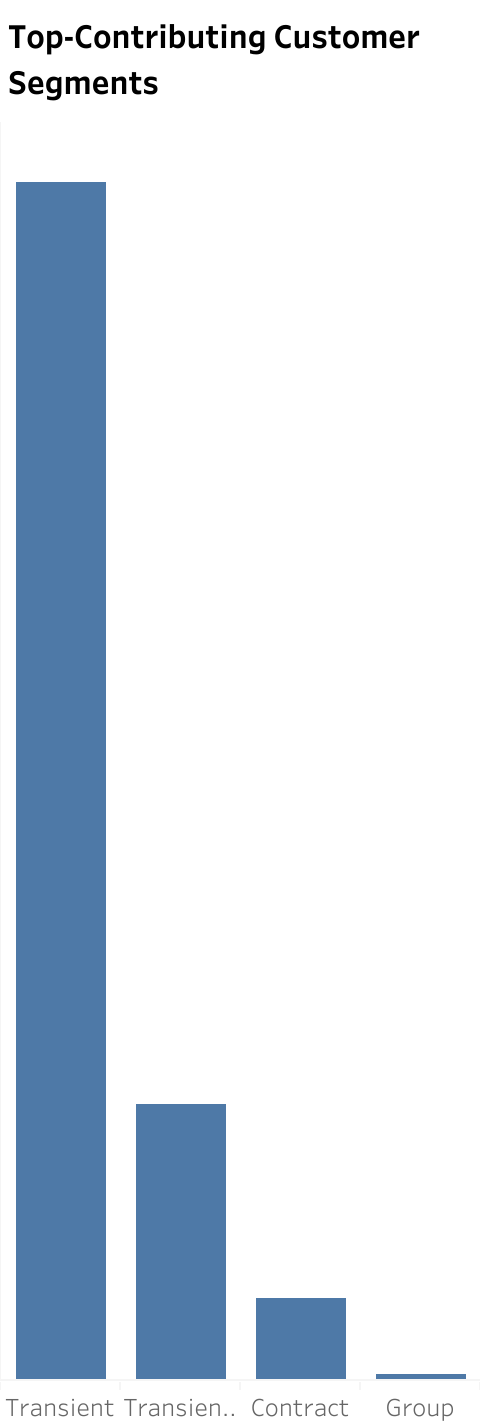 Top-Contributing Customer
Segments
Transient Transien.. Contract Group